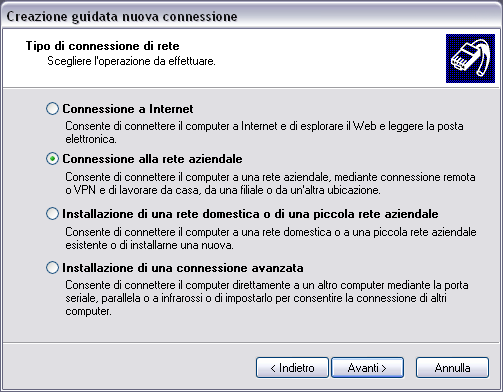 Creazione guidata nuova connessione
Tipo di connessione di rete
Scegliere l'operazione da effettuare.
Connessione a Internet
Consente di connettere il computer a Internet e di esplorare il Web e leggere la posta
elettronica.
Connessione alla rete aziendale
Consente di connettere il computer a una rete aziendale, mediante connessione remota
o VPN e di lavorare da casa, da una filiale o da un'altra ubicazione.
Installazione di una rete domestica o di una piccola rete aziendale
Consente di connettere il computer a una rete domestica o a una piccola rete aziendale
esistente o di installarne una nuova.
Installazione di una connessione avanzata
Consente di connettere il computer direttamente a un altro computer mediante la porta
seriale, parallela o a infrarossi o di impostarlo per consentire la connessione di altri
computer.
< Indietro
Avanti >
Annulla